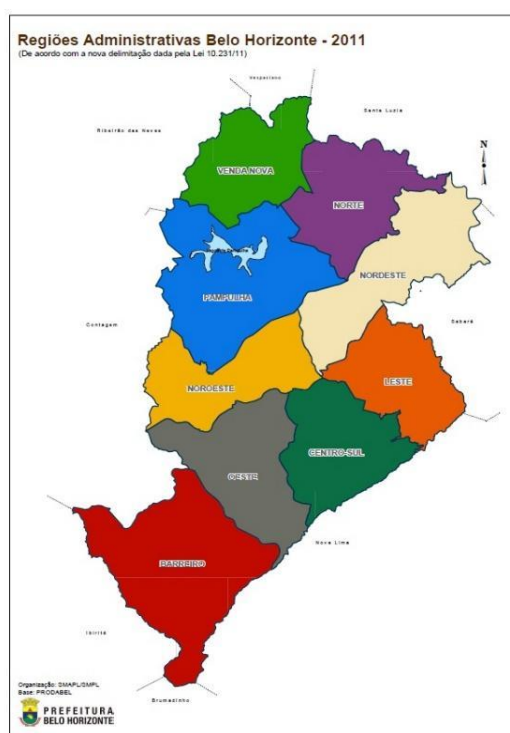 Regiões Administrativas Belo Horizonte - 2011
(De acordo com a nova delimitação dada pela Lei 10.231/11)
Vespasiano
Santa Luzia
Ribeirão das Neves
N
VENDA NOVA
NORTE
NORDESTE
PAMPULHA
Contagem
Sabará
LESTE
NOROESTE
CENTRO-SUL
OESTE
Nova Lima
BARREIRO
Ibirité
Brumadinho
Organização: SMAPL/GMPL
Base: PRODABEL
PREFEITURA
BELO HORIZONTE